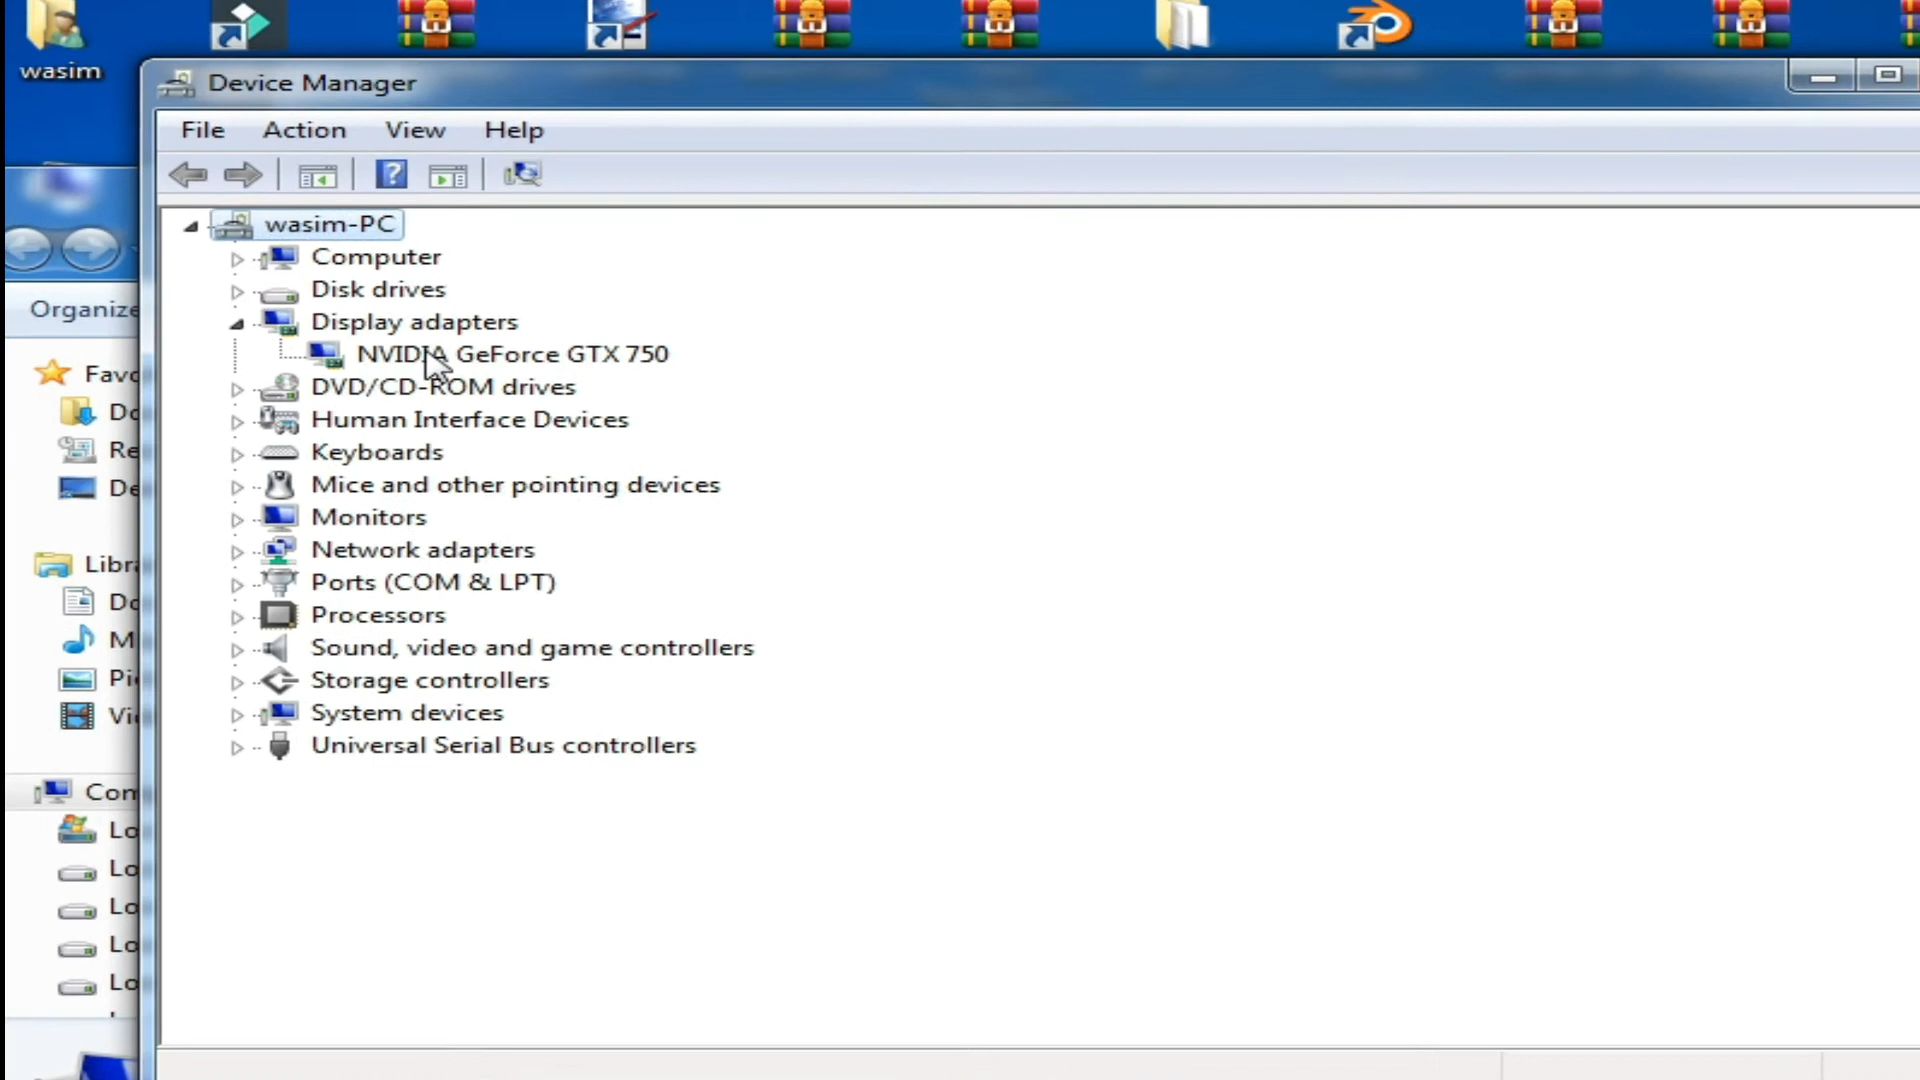 wasim
Device Manager
File Action View Help
wasim-PC
Computer
Disk drives
Display adapters
NVIDIA GeForce GTX 750
DVD/CD-ROM drives
Human Interface Devices
Keyboards
Mice and other pointing devices
Monitors
Network adapters
Ports (COM & LPT)
Processors
Sound, video and game controllers
Storage controllers
System devices
Universal Serial Bus controllers
Organize
Favo
Do
Re
De
Libra
Do
M
Pi
Vi
Com
Lo
Lo
Lo
Lo
Lo